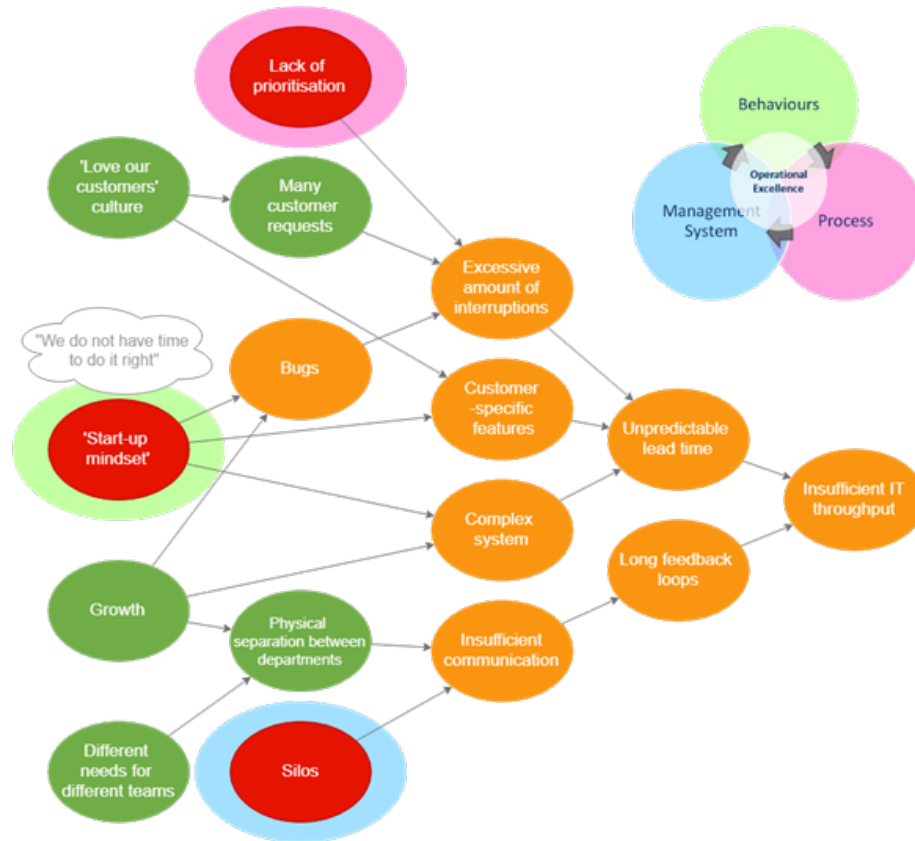 Lack of
prioritisation
Behaviours
Operational
Excellence
Management
System
Process
'Love our
customers'
culture
Many
customer
requests
Excessive
amount of
interruptions
"We do not have time
to do it right"
Bugs
Customer
-specific
features
Unpredictable
lead time
'Start-up
mindset'
Insufficient IT
throughput
Complex
system
Long feedback
loops
Growth
Physical
separation between
departments
Insufficient
communication
Different
needs for
different teams
Silos